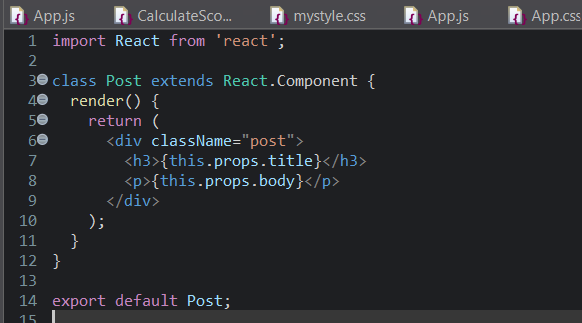 App.js CalculateSco... mystyle.css App.js App.css
1 import React from 'react';
2
3 class Post extends React.Component {
4 render() {
5 return (
6 <div className="post">
7 <h3>{this.props.title}</h3>
8 <p>{this.props.body}</p>
9 </div>
10 );
11 }
12 }
13
14 export default Post;
15